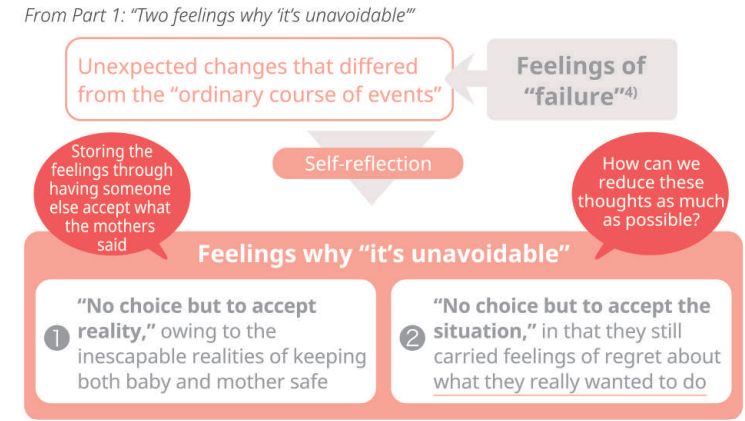 From Part 1: “Two feelings why ‘it’s unavoidable’”
Unexpected changes that differed
from the “ordinary course of events”
Feelings of
“failure”4)
Self-reflection
Storing the
feelings through
having someone
else accept what
the mothers
said
How can we
reduce these
thoughts as much
as possible?
Feelings why “it’s unavoidable”
❶
“No choice but to accept
reality,” owing to the
inescapable realities of keeping
both baby and mother safe
❷
“No choice but to accept the
situation,” in that they still
carried feelings of regret about
what they really wanted to do